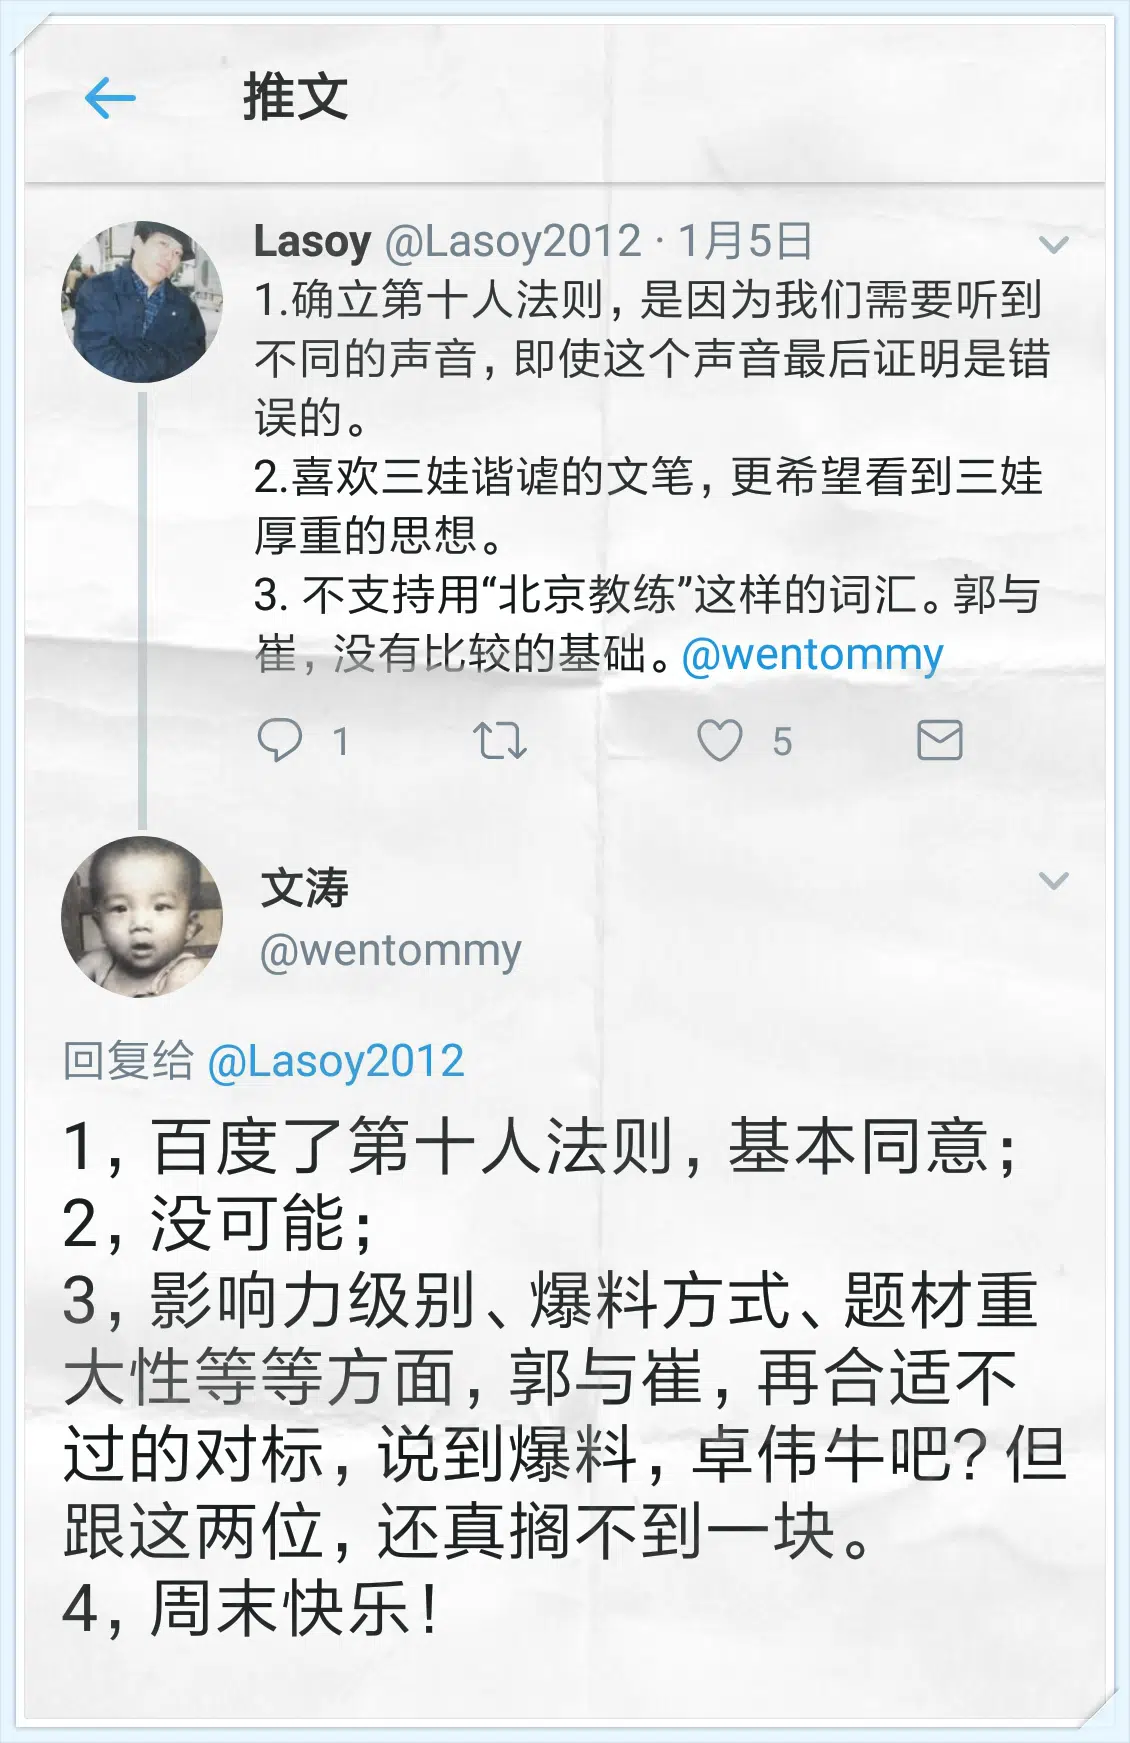 推文
Lasoy @Lasoy2012 · 1月5日
1.确立第十人法则，是因为我们需要听到
不同的声音，即使这个声音最后证明是错
误的。
2.喜欢三娃谐谑的文笔，更希望看到三娃
厚重的思想。
3. 不支持用“北京教练”这样的词汇。郭与
崔，没有比较的基础。@wentommy
1 5
文涛
@wentommy
回复给 @Lasoy2012
1，百度了第十人法则，基本同意；
2，没可能；
3，影响力级别、爆料方式、题材重
大性等等方面，郭与崔，再合适不
过的对标，说到爆料，卓伟牛吧？但
跟这两位，还真搁不到一块。
4，周末快乐！